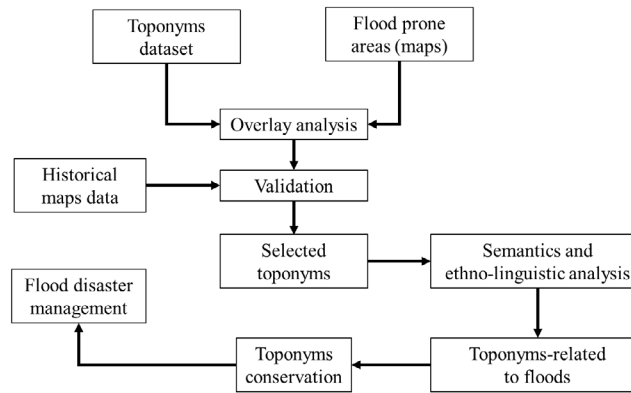 Toponyms
dataset
Flood prone
areas (maps)
Overlay analysis
Historical
maps data
Validation
Selected
toponyms
Semantics and
ethno-linguistic analysis
Flood disaster
management
Toponyms
conservation
Toponyms-related
to floods